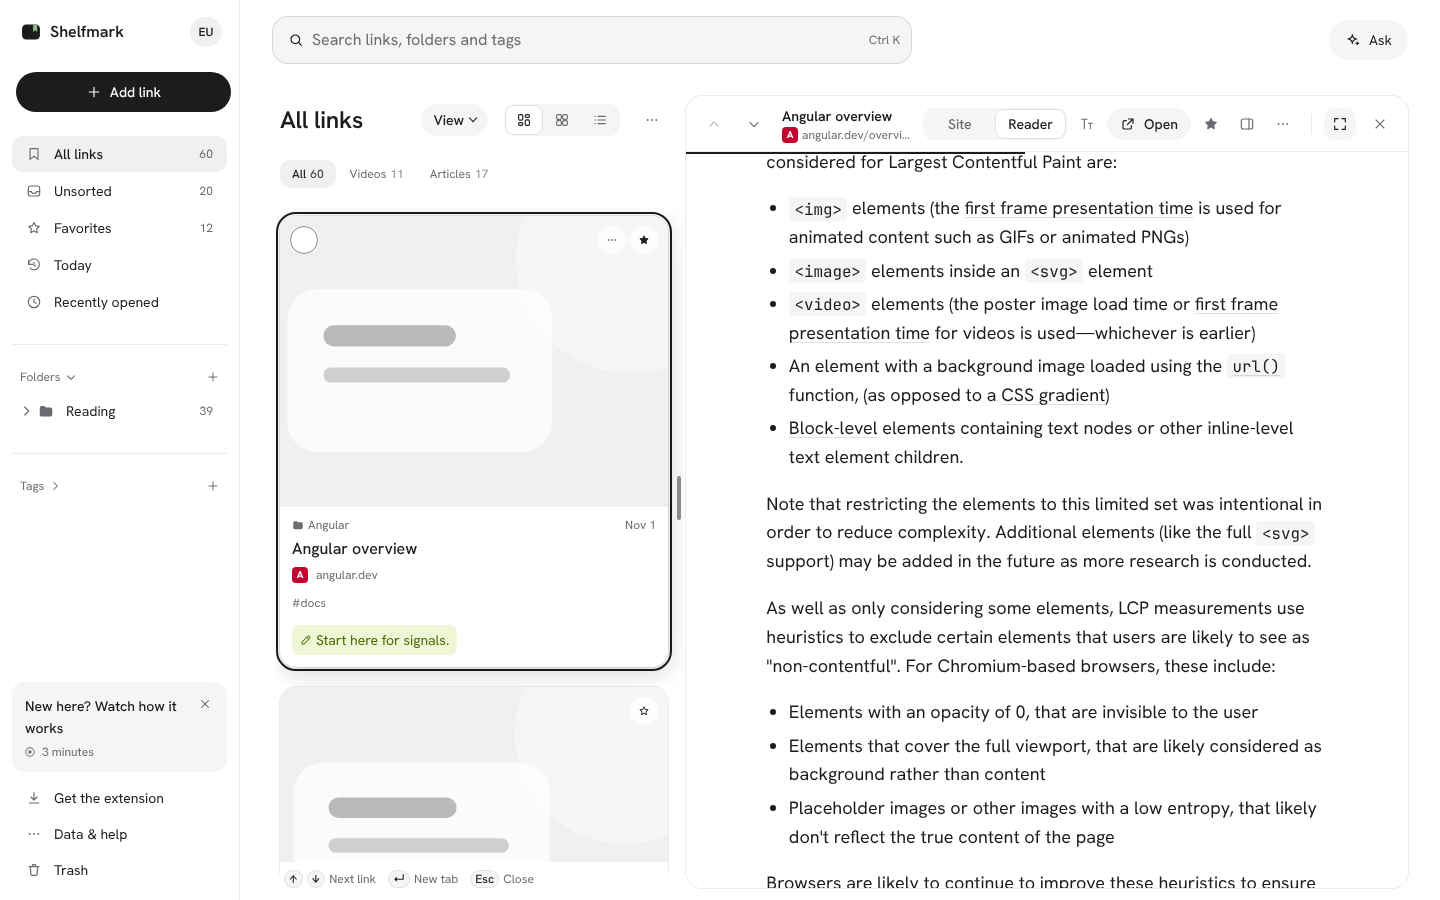 Shelfmark
EU
Add link
All links 60
Unsorted 20
Favorites 12
Today
Recently opened
Folders
Reading 39
Tags
New here? Watch how it
works
3 minutes
Get the extension
Data & help
Trash
Search links, folders and tags
Ctrl K
Ask
All links
View
All 60
Videos 11
Articles 17
Angular
Nov 1
Angular overview
A angular.dev
#docs
Start here for signals.
Next link
New tab
Esc Close
Angular overview
A angular.dev/overvi...
Site
Reader
Tт
Open
considered for Largest Contentful Paint are:
• <img> elements (the first frame presentation time is used for
animated content such as GIFs or animated PNGs)
• <image> elements inside an <svg> element
• <video> elements (the poster image load time or first frame
presentation time for videos is used—whichever is earlier)
• An element with a background image loaded using the url()
function, (as opposed to a CSS gradient)
• Block-level elements containing text nodes or other inline-level
text element children.
Note that restricting the elements to this limited set was intentional in
order to reduce complexity. Additional elements (like the full <svg>
support) may be added in the future as more research is conducted.
As well as only considering some elements, LCP measurements use
heuristics to exclude certain elements that users are likely to see as
"non-contentful". For Chromium-based browsers, these include:
• Elements with an opacity of 0, that are invisible to the user
• Elements that cover the full viewport, that are likely considered as
background rather than content
• Placeholder images or other images with a low entropy, that likely
don't reflect the true content of the page
Browsers are likely to continue to improve these heuristics to ensure